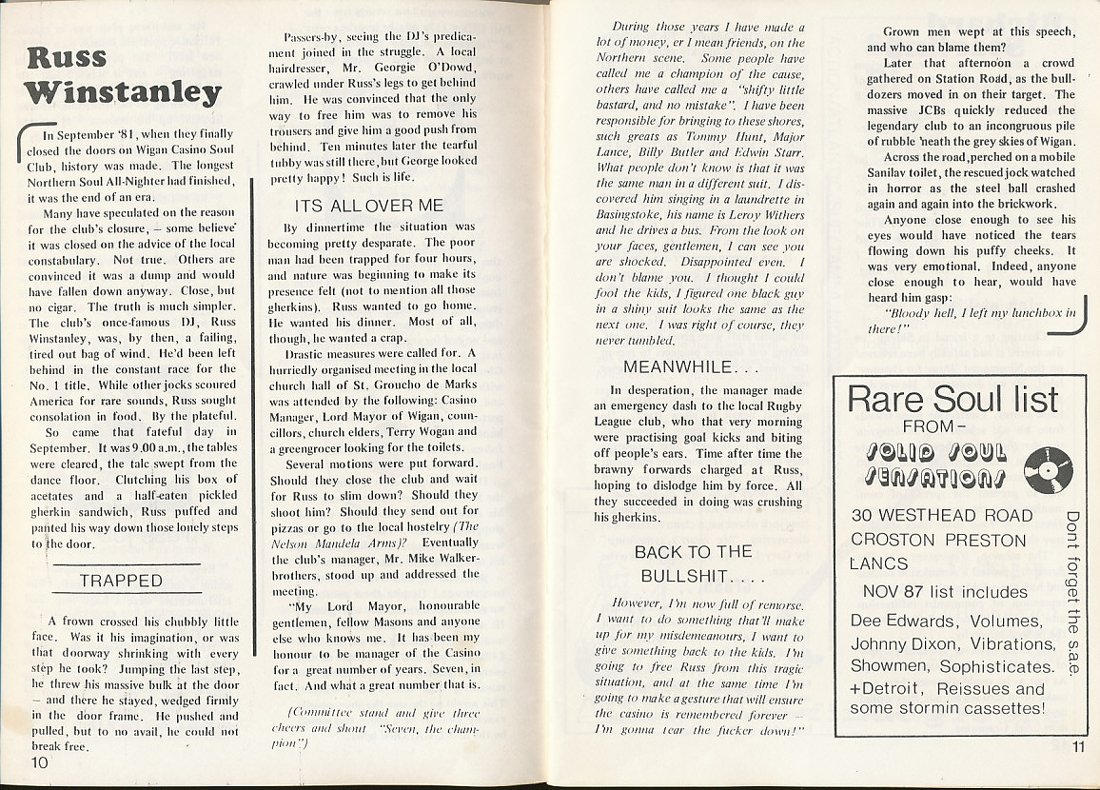 Russ
Winstanley
In September '81, when they finally
closed the doors on Wigan Casino Soul
Club, history was made. The longest
Northern Soul All-Nighter had finished,
it was the end of an era.
Many have speculated on the reason
for the club's closure, – some believe
it was closed on the advice of the local
constabulary. Not true. Others are
convinced it was a dump and would
have fallen down anyway. Close, but
no cigar. The truth is much simpler.
The club's once-famous DJ, Russ
Winstanley, was, by then, a failing,
tired out bag of wind. He'd been left
behind in the constant race for the
No. 1 title. While other jocks scoured
America for rare sounds, Russ sought
consolation in food. By the plateful.
So came that fateful day in
September. It was 9.00 a.m., the tables
were cleared, the talc swept from the
dance floor. Clutching his box of
acetates and a half-eaten pickled
gherkin sandwich, Russ puffed and
panted his way down those lonely steps
to the door.
TRAPPED
A frown crossed his chubbly little
face. Was it his imagination, or was
that doorway shrinking with every
step he took? Jumping the last step,
he threw his massive bulk at the door
– and there he stayed, wedged firmly
in the door frame. He pushed and
pulled, but to no avail, he could not
break free.
10
Passers-by, seeing the DJ's predica-
ment joined in the struggle. A local
hairdresser, Mr. Georgie O'Dowd,
crawled under Russ's legs to get behind
him. He was convinced that the only
way to free him was to remove his
trousers and give him a good push from
behind. Ten minutes later the tearful
tubby was still there, but George looked
pretty happy! Such is life.
ITS ALL OVER ME
By dinnertime the situation was
becoming pretty desparate. The poor
man had been trapped for four hours,
and nature was beginning to make its
presence felt (not to mention all those
gherkins). Russ wanted to go home.
He wanted his dinner. Most of all,
though, he wanted a crap.
Drastic measures were called for. A
hurriedly organised meeting in the local
church hall of St. Groucho de Marks
was attended by the following: Casino
Manager, Lord Mayor of Wigan, coun-
cillors, church elders, Terry Wogan and
a greengrocer looking for the toilets.
Several motions were put forward.
Should they close the club and wait
for Russ to slim down? Should they
shoot him? Should they send out for
pizzas or go to the local hostelry (The
Nelson Mandela Arms)? Eventually
the club's manager, Mr. Mike Walker-
brothers, stood up and addressed the
meeting.
"My Lord Mayor, honourable
gentlemen, fellow Masons and anyone
else who knows me. It has been my
honour to be manager of the Casino
for a great number of years. Seven, in
fact. And what a great number that is.
(Committee stand and give three
cheers and shout "Seven, the cham-
pion")
During those years I have made a
lot of money, er I mean friends, on the
Northern scene. Some people have
called me a champion of the cause,
others have called me a "shifty little
bastard, and no mistake". I have been
responsible for bringing to these shores,
such greats as Tommy Hunt, Major
Lance, Billy Butler and Edwin Starr.
What people don't know is that it was
the same man in a different suit. I dis-
covered him singing in a laundrette in
Basingstoke, his name is Leroy Withers
and he drives a bus. From the look on
your faces, gentlemen, I can see you
are shocked. Disappointed even. I
don't blame you. I thought I could
fool the kids, I figured one black guy
in a shiny suit looks the same as the
next one. I was right of course, they
never tumbled.
MEANWHILE. . .
In desperation, the manager made
an emergency dash to the local Rugby
League club, who that very morning
were practising goal kicks and biting
off people's ears. Time after time the
brawny forwards charged at Russ,
hoping to dislodge him by force. All
they succeeded in doing was crushing
his gherkins.
BACK TO THE
BULLSHIT. . . .
However, I'm now full of remorse.
I want to do something that'll make
up for my misdemeanours, I want to
give something back to the kids. I'm
going to free Russ from this tragic
situation, and at the same time I'm
going to make a gesture that will ensure
the casino is remembered forever –
I'm gonna tear the fucker down!"
Grown men wept at this speech,
and who can blame them?
Later that afternoon a crowd
gathered on Station Road, as the bull-
dozers moved in on their target. The
massive JCBs quickly reduced the
legendary club to an incongruous pile
of rubble 'neath the grey skies of Wigan.
Across the road, perched on a mobile
Sanilav toilet, the rescued jock watched
in horror as the steel ball crashed
again and again into the brickwork.
Anyone close enough to see his
eyes would have noticed the tears
flowing down his puffy cheeks. It
was very emotional. Indeed, anyone
close enough to hear, would have
heard him gasp:
"Bloody hell, I left my lunchbox in
there!"
Rare Soul list
FROM –
SOLID SOUL
SENSATIONS
30 WESTHEAD ROAD
CROSTON PRESTON
LANCS
NOV 87 list includes
Dee Edwards, Volumes,
Johnny Dixon, Vibrations,
Showmen, Sophisticates.
+Detroit, Reissues and
some stormin cassettes!
Dont forget the s.a.e.
11